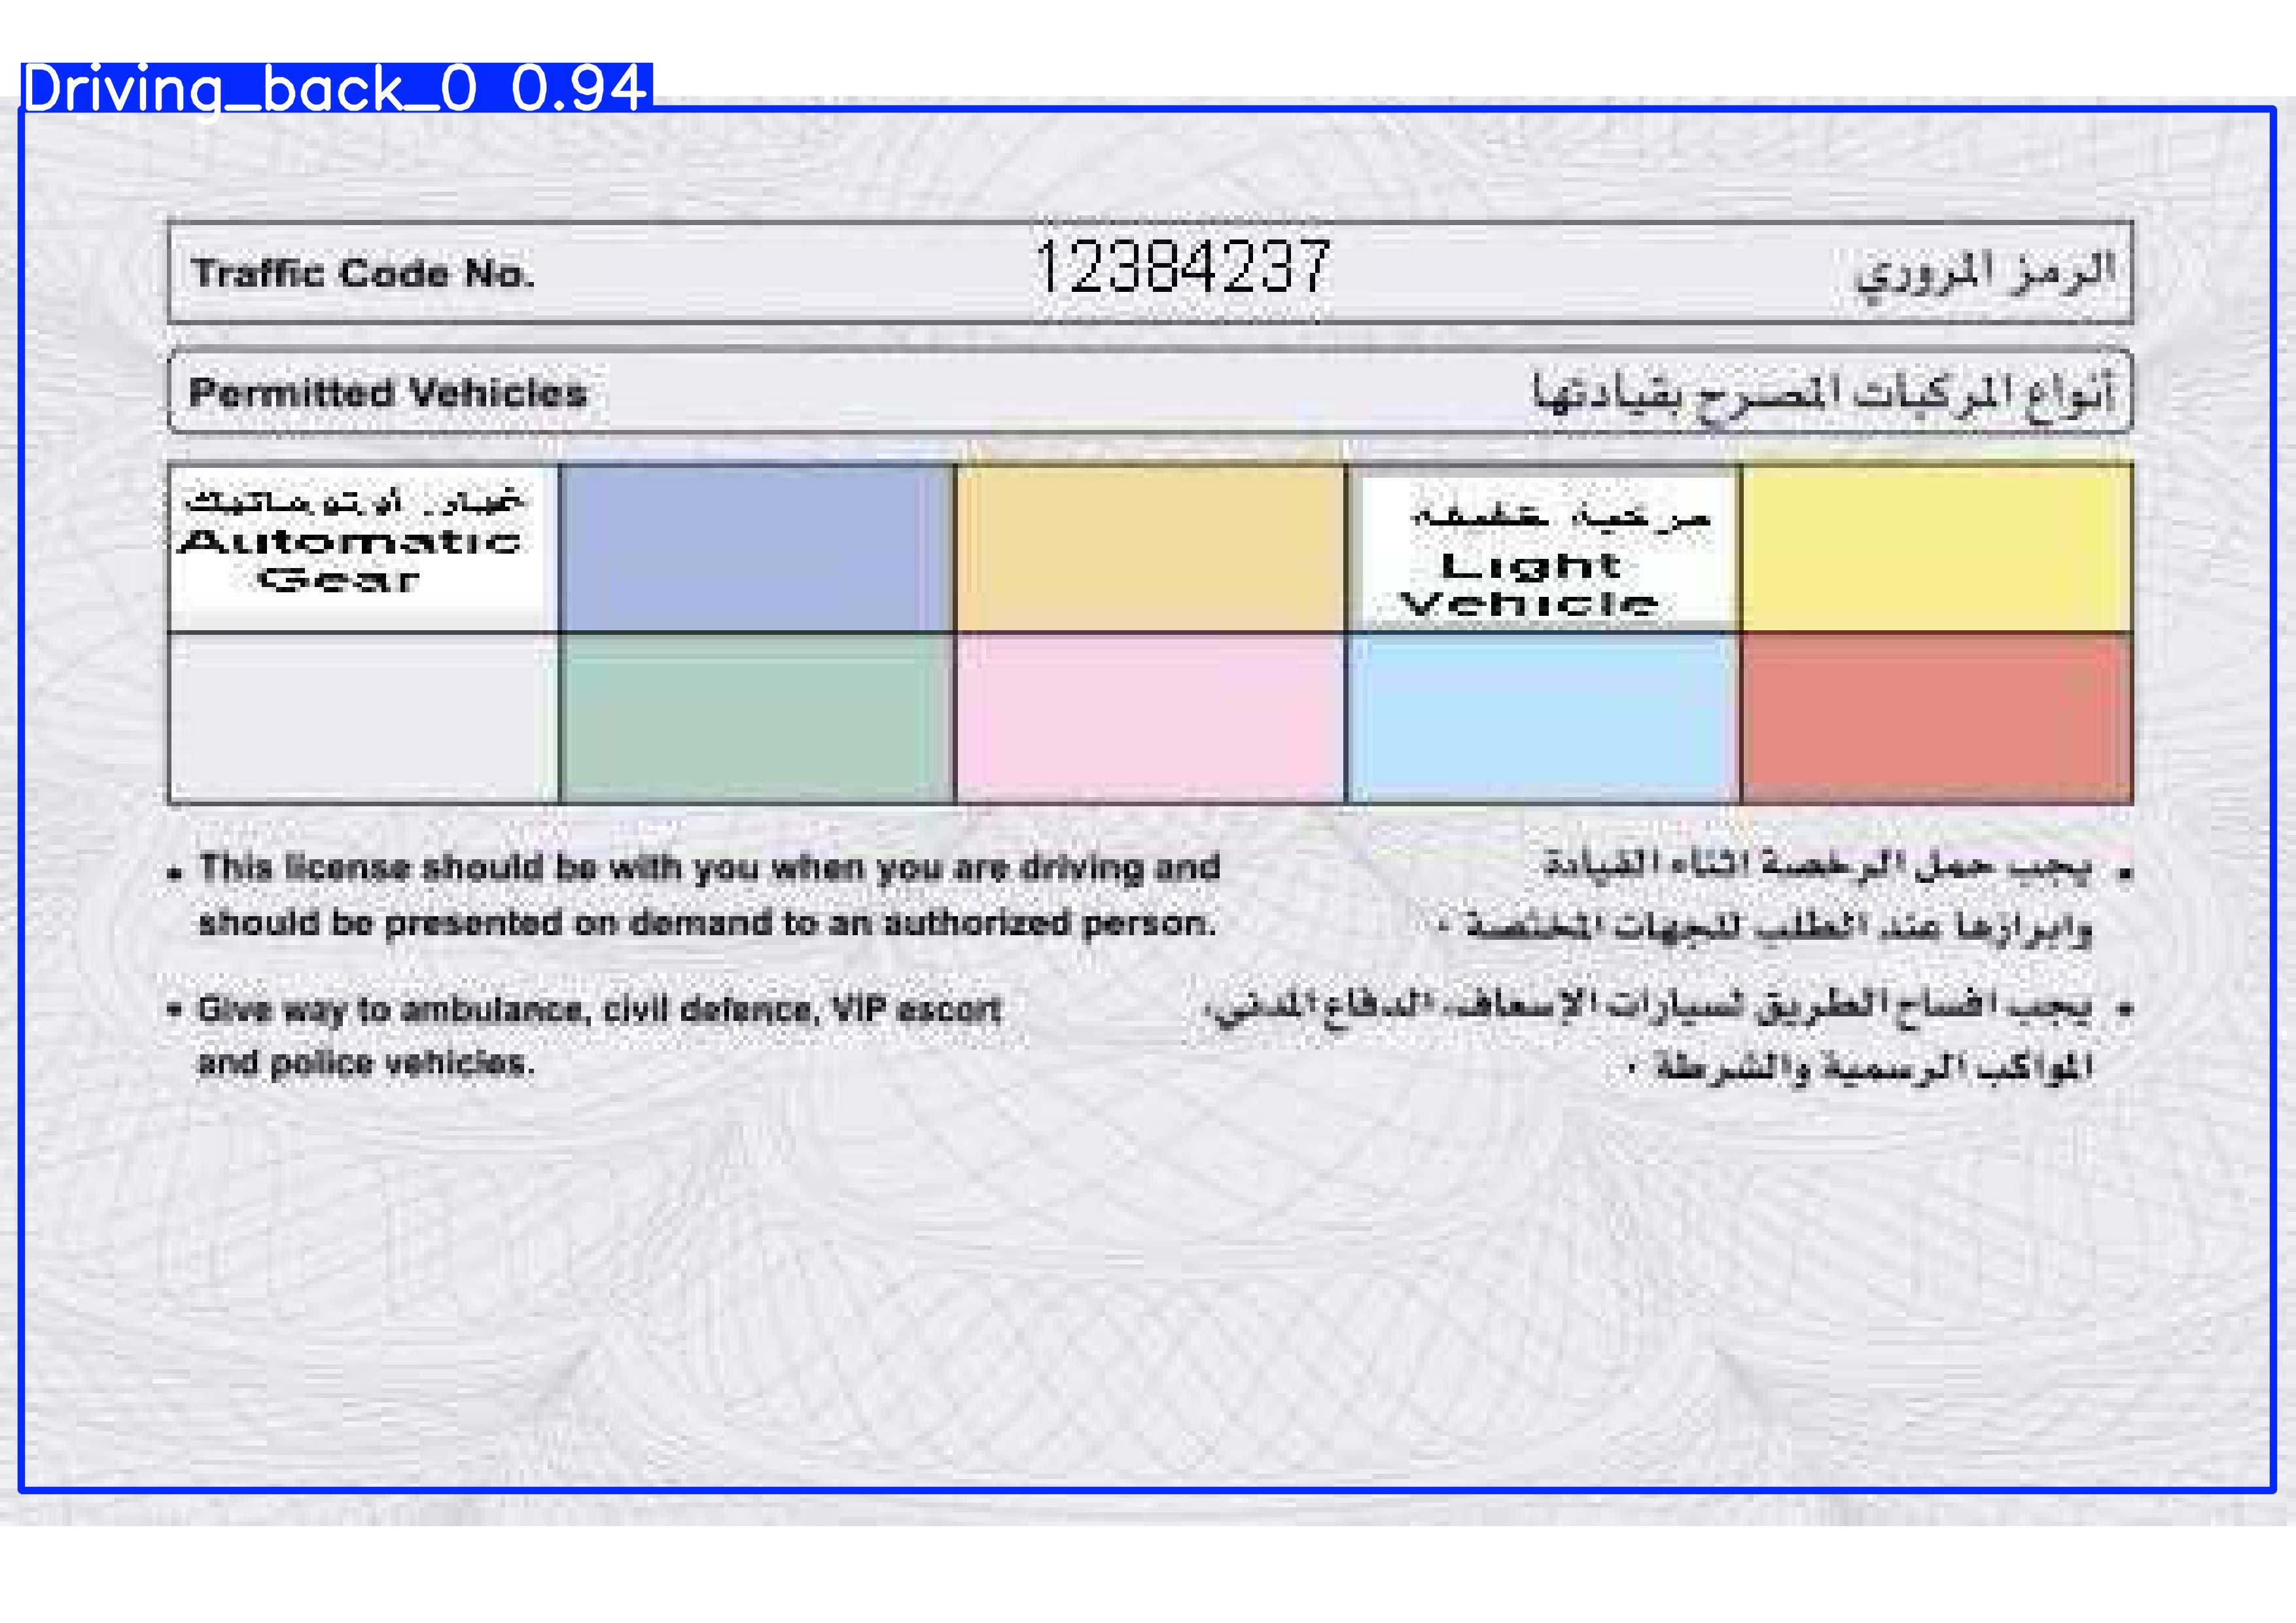 Driving_back_0 0.94
Traffic Code No. 12384237 الرمز المروري
Permitted Vehicles أنواع المركبات المصرح بقيادتها
خيار أوتوماتيك
Automatic
Gear
مركبة خفيفة
Light
Vehicle
• This license should be with you when you are driving and
should be presented on demand to an authorized person.
• Give way to ambulance, civil defence, VIP escort
and police vehicles.
• يجب حمل الرخصة اثناء القيادة
وابرازها عند الطلب للجهات المختصة ٠
• يجب افساح الطريق لسيارات الإسعاف، الدفاع المدني،
المواكب الرسمية والشرطة ٠